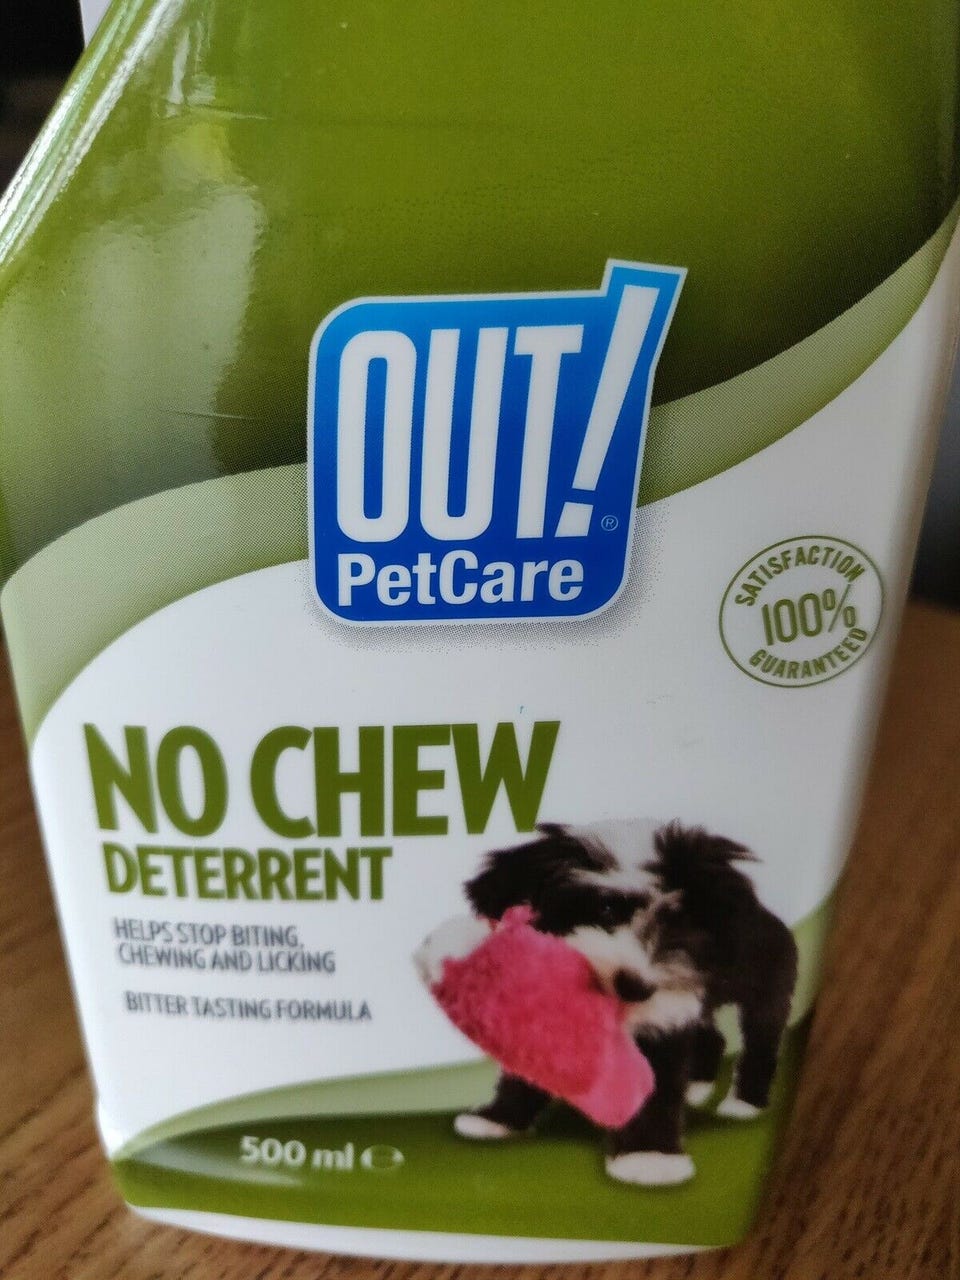 OUT!®
PetCare
SATISFACTION
100%
GUARANTEED
NO CHEW
DETERRENT
HELPS STOP BITING,
CHEWING AND LICKING
BITTER TASTING FORMULA
500 ml ℮